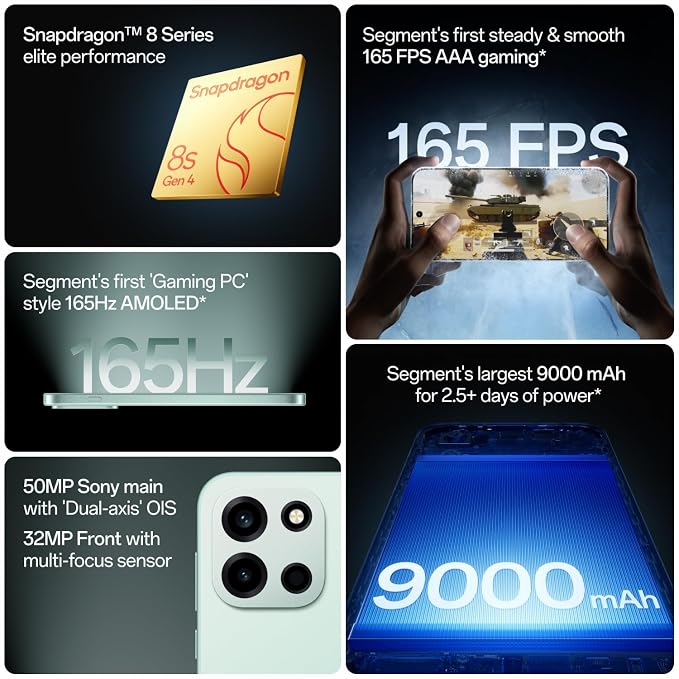 Snapdragon™ 8 Series
elite performance
Snapdragon
8s
Gen 4
Segment's first steady & smooth
165 FPS AAA gaming*
165 FPS
Segment's first 'Gaming PC'
style 165Hz AMOLED*
165Hz
Segment's largest 9000 mAh
for 2.5+ days of power*
9000 mAh
50MP Sony main
with 'Dual-axis' OIS
32MP Front with
multi-focus sensor